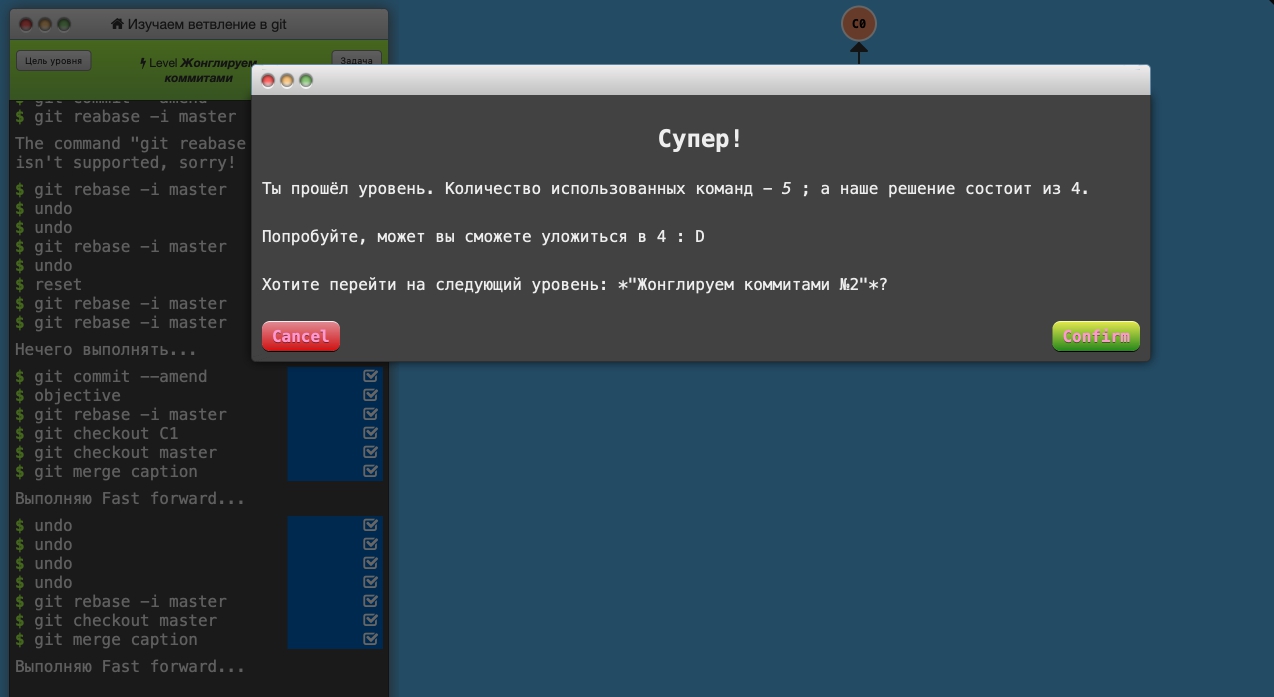 Изучаем ветвление в git
C0
Цель уровня
Level Жонглируем
коммитами
Задача
$ git commit --amend
$ git reabase -i master
The command "git reabase
isn't supported, sorry!
$ git rebase -i master
$ undo
$ undo
$ git rebase -i master
$ undo
$ reset
$ git rebase -i master
$ git rebase -i master
Нечего выполнять...
$ git commit --amend
$ objective
$ git rebase -i master
$ git checkout C1
$ git checkout master
$ git merge caption
Выполняю Fast forward...
$ undo
$ undo
$ undo
$ undo
$ git rebase -i master
$ git checkout master
$ git merge caption
Выполняю Fast forward...
Супер!
Ты прошёл уровень. Количество использованных команд – 5 ; а наше решение состоит из 4.
Попробуйте, может вы сможете уложиться в 4 : D
Хотите перейти на следующий уровень: *"Жонглируем коммитами №2"*?
Cancel
Confirm